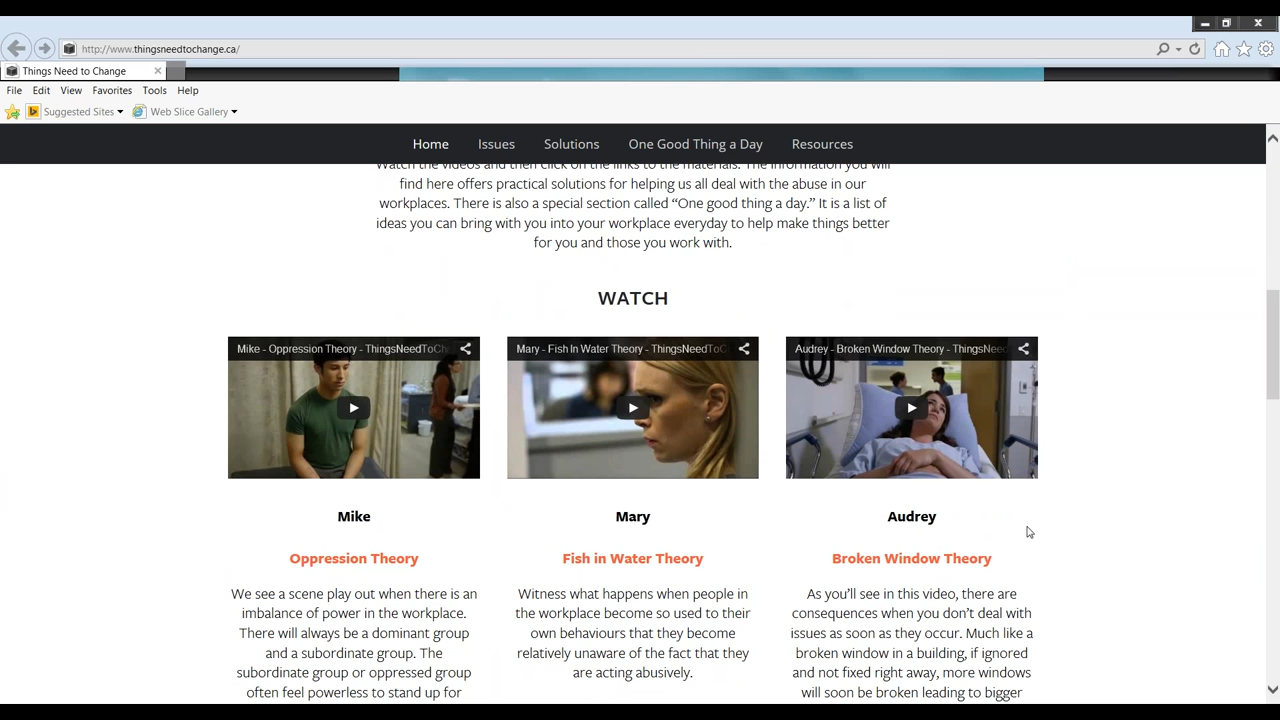 http://www.thingsneedtochange.ca/
Things Need to Change
File Edit View Favorites Tools Help
Suggested Sites Web Slice Gallery
Home Issues Solutions One Good Thing a Day Resources
Watch the videos and then click on the links to the materials. The information you will
find here offers practical solutions for helping us all deal with the abuse in our
workplaces. There is also a special section called “One good thing a day.” It is a list of
ideas you can bring with you into your workplace everyday to help make things better
for you and those you work with.
WATCH
Mike - Oppression Theory - ThingsNeedToCh
Mary - Fish In Water Theory - ThingsNeedToC
Audrey - Broken Window Theory - ThingsNeed
Mike
Oppression Theory
We see a scene play out when there is an
imbalance of power in the workplace.
There will always be a dominant group
and a subordinate group. The
subordinate group or oppressed group
often feel powerless to stand up for
Mary
Fish in Water Theory
Witness what happens when people in
the workplace become so used to their
own behaviours that they become
relatively unaware of the fact that they
are acting abusively.
Audrey
Broken Window Theory
As you’ll see in this video, there are
consequences when you don’t deal with
issues as soon as they occur. Much like a
broken window in a building, if ignored
and not fixed right away, more windows
will soon be broken leading to bigger